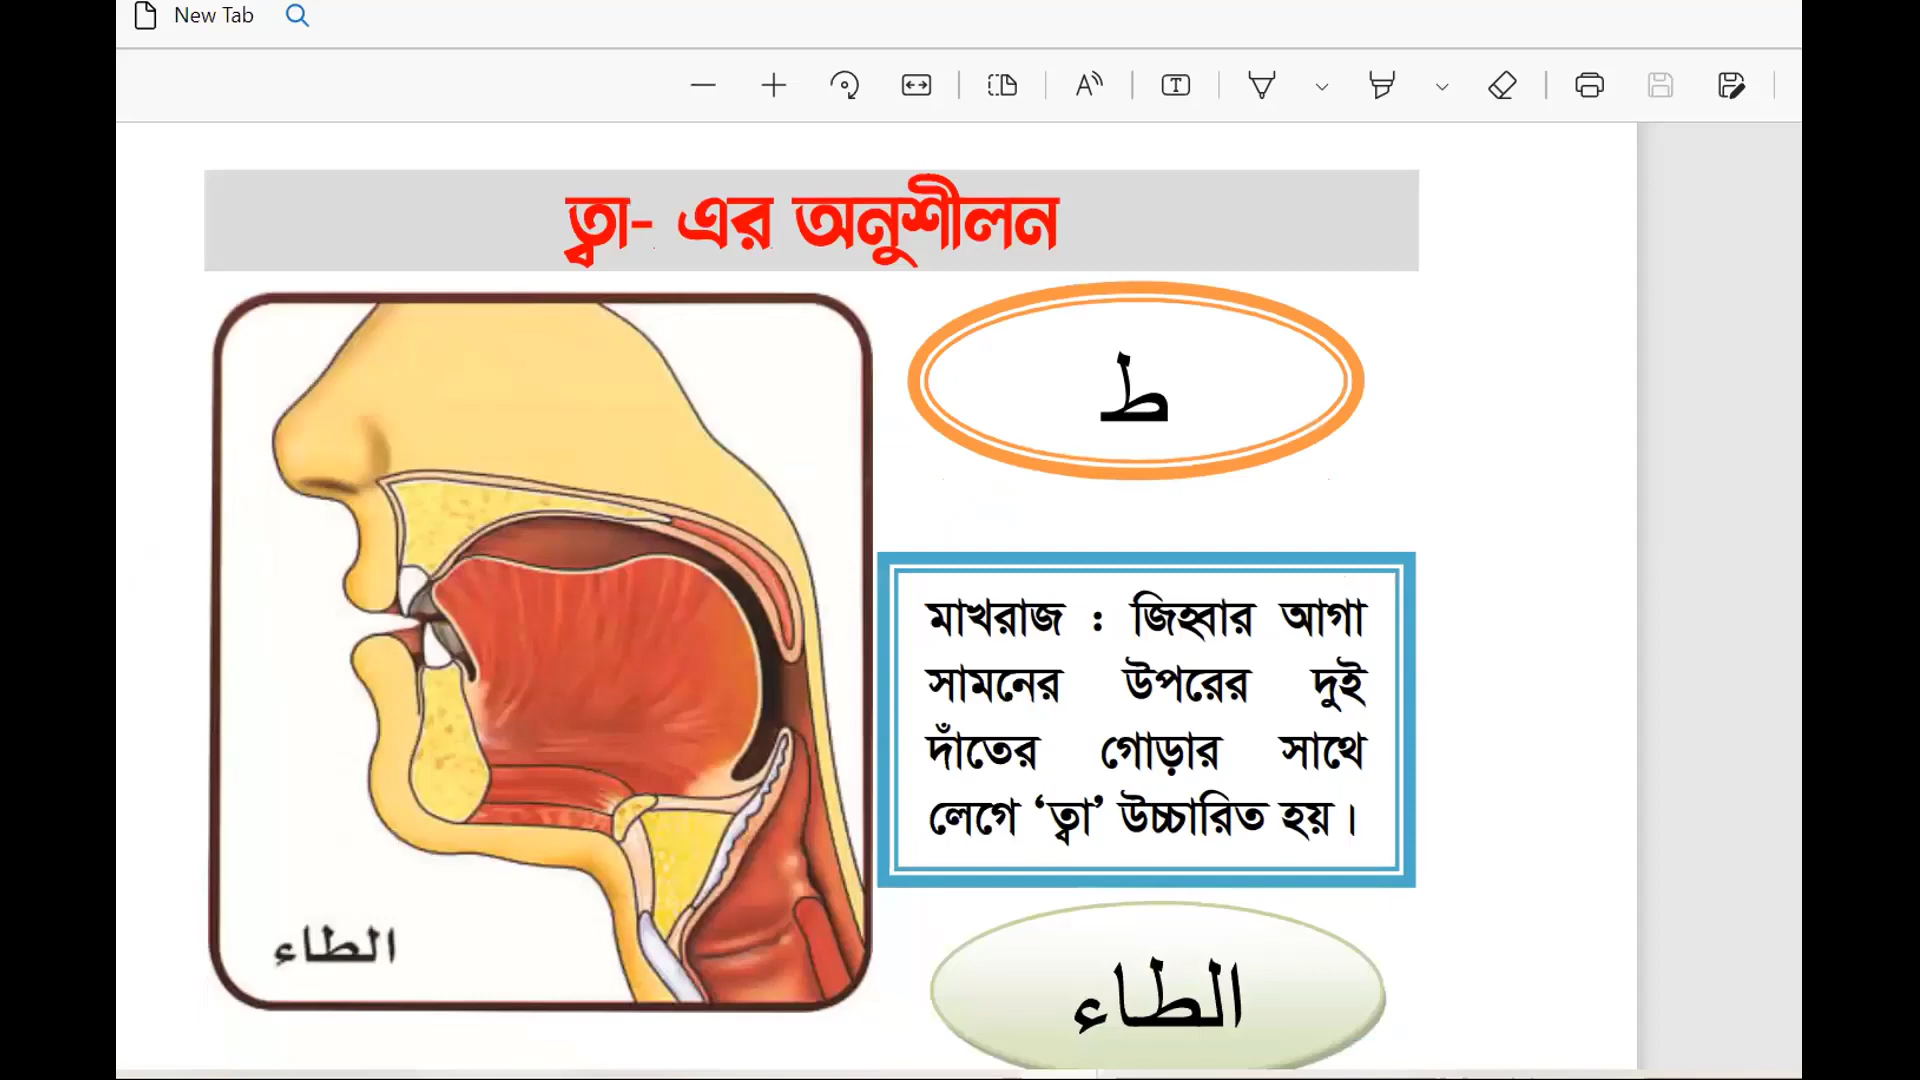 New Tab
ত্বা- এর অনুশীলন
ط
মাখরাজ : জিহ্বার আগা
সামনের উপরের দুই
দাঁতের গোড়ার সাথে
লেগে ‘ত্বা’ উচ্চারিত হয়।
الطاء
الطاء